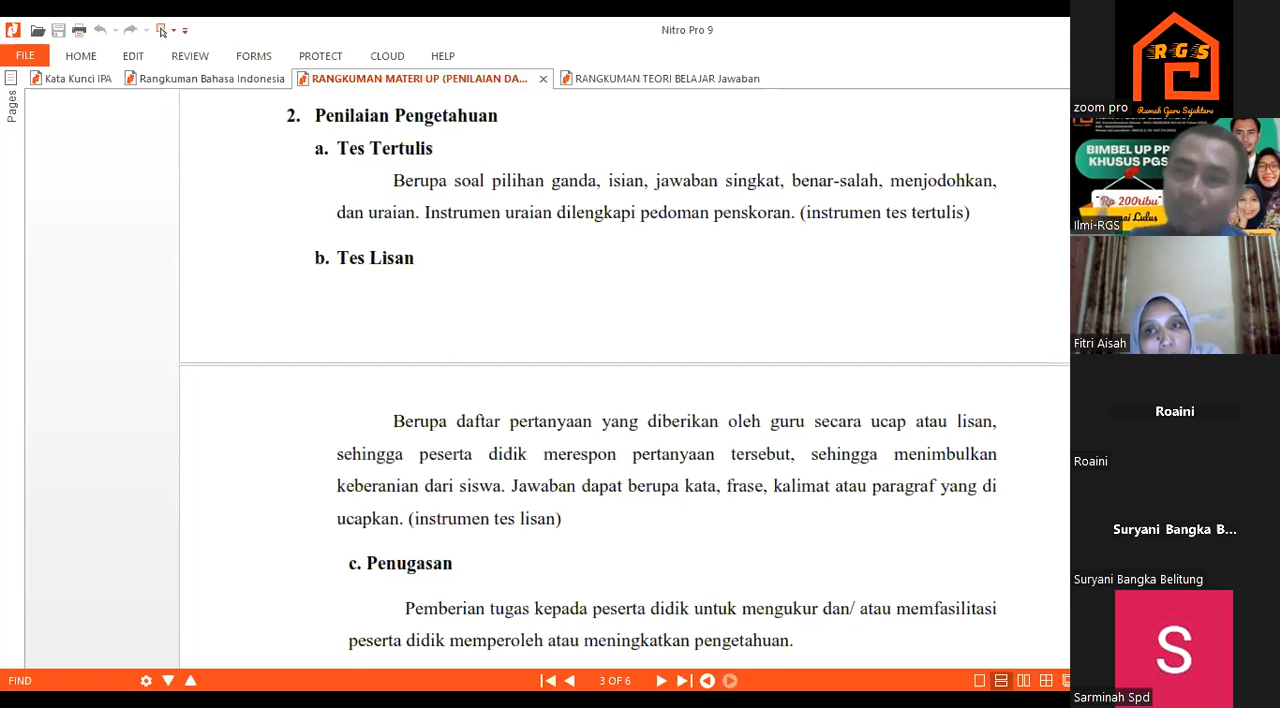 Nitro Pro 9
FILE
HOME
EDIT
REVIEW
FORMS
PROTECT
CLOUD
HELP
Kata Kunci IPA
Rangkuman Bahasa Indonesia
RANGKUMAN MATERI UP (PENILAIAN DA...
RANGKUMAN TEORI BELAJAR Jawaban
Pages
2. Penilaian Pengetahuan
a. Tes Tertulis
Berupa soal pilihan ganda, isian, jawaban singkat, benar-salah, menjodohkan,
dan uraian. Instrumen uraian dilengkapi pedoman penskoran. (instrumen tes tertulis)
b. Tes Lisan
Berupa daftar pertanyaan yang diberikan oleh guru secara ucap atau lisan,
sehingga peserta didik merespon pertanyaan tersebut, sehingga menimbulkan
keberanian dari siswa. Jawaban dapat berupa kata, frase, kalimat atau paragraf yang di
ucapkan. (instrumen tes lisan)
c. Penugasan
Pemberian tugas kepada peserta didik untuk mengukur dan/ atau memfasilitasi
peserta didik memperoleh atau meningkatkan pengetahuan.
FIND
3 OF 6
RGS
Rumah Guru Sejahtera
zoom pro
BIMBEL UP PP
KHUSUS PGS
Rp 200ribu
Lulus
Ilmi-RGS
Fitri Aisah
Roaini
Roaini
Suryani Bangka B...
Suryani Bangka Belitung
S
Sarminah Spd